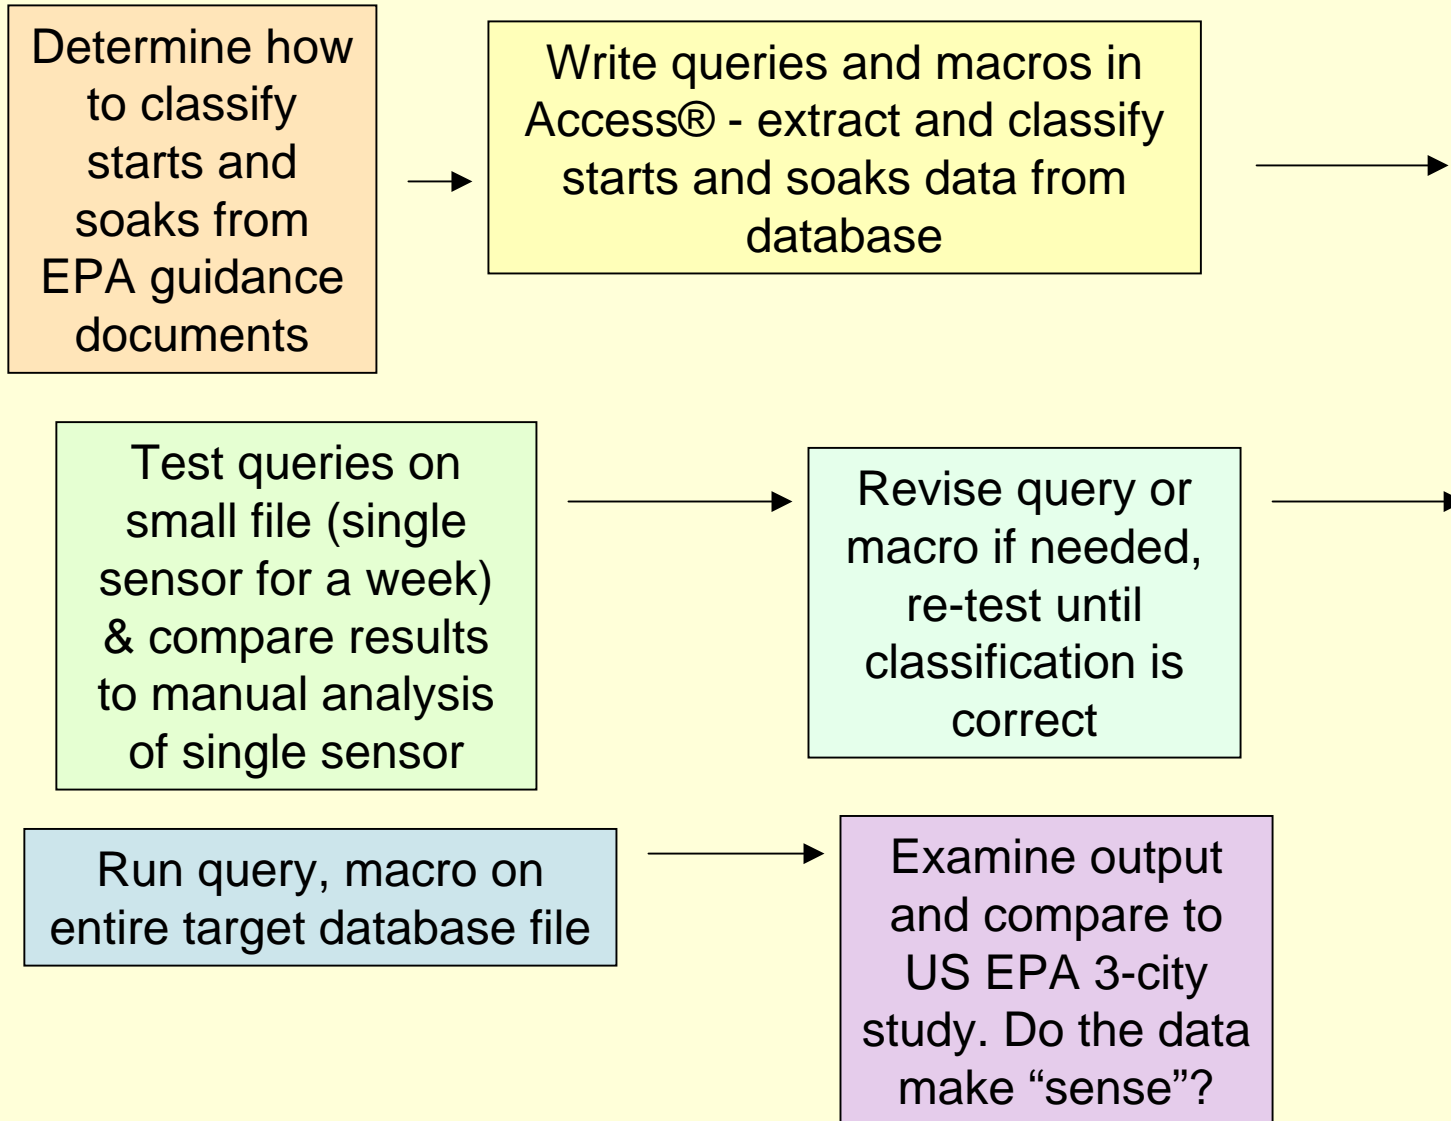 Determine how
to classify
starts and
soaks from
EPA guidance
documents
Write queries and macros in
Access® - extract and classify
starts and soaks data from
database
Test queries on
small file (single
sensor for a week)
& compare results
to manual analysis
of single sensor
Revise query or
macro if needed,
re-test until
classification is
correct
Run query, macro on
entire target database file
Examine output
and compare to
US EPA 3-city
study. Do the data
make “sense”?